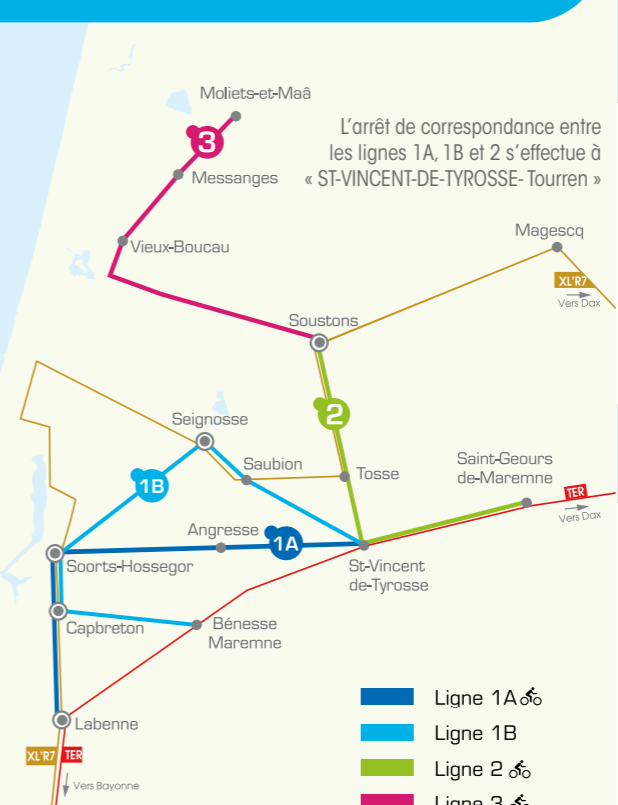 Moliets-et-Maâ
3
L'arrêt de correspondance entre
les lignes 1A, 1B et 2 s'effectue à
« ST-VINCENT-DE-TYROSSE- Tourren »
Messanges
Vieux-Boucau
Magescq
XL'R7
Vers Dax
Soustons
2
Seignosse
Saubion
Tosse
1B
Saint-Geours
de-Maremne
TER
Vers Dax
Angresse
1A
Soorts-Hossegor
St-Vincent
de-Tyrosse
Capbreton
Bénesse
Maremne
Labenne
XL'R7 TER
Vers Bayonne
Ligne 1A
Ligne 1B
Ligne 2
Ligne 3